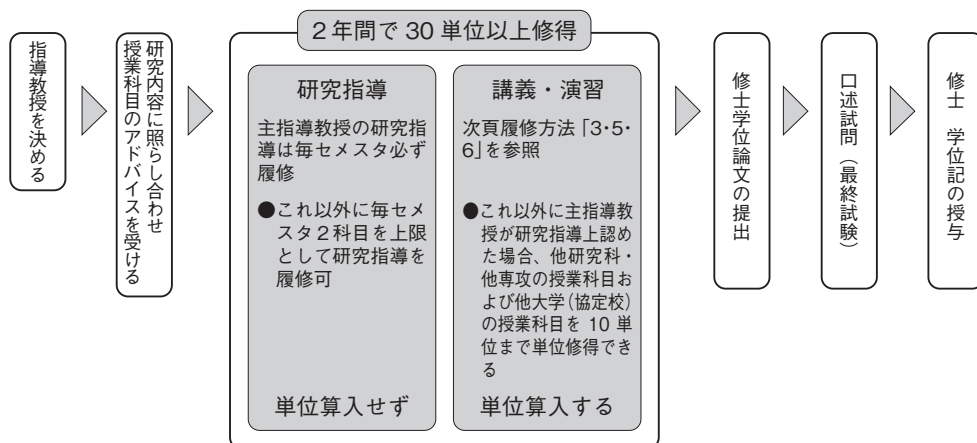 指導教授を決める
研究内容に照らし合わせ
授業科目のアドバイスを受ける
2年間で 30 単位以上修得
研究指導
主指導教授の研究指
導は毎セメスタ必ず
履修
●これ以外に毎セメ
スタ2科目を上限
として研究指導を
履修可
単位算入せず
講義・演習
次頁履修方法「3・5・
6」を参照
●これ以外に主指導教
授が研究指導上認め
た場合、他研究科・
他専攻の授業科目お
よび他大学(協定校)
の授業科目を 10 単
位まで単位修得でき
る
単位算入する
修士学位論文の提出
口述試問(最終試験)
修士 学位記の授与